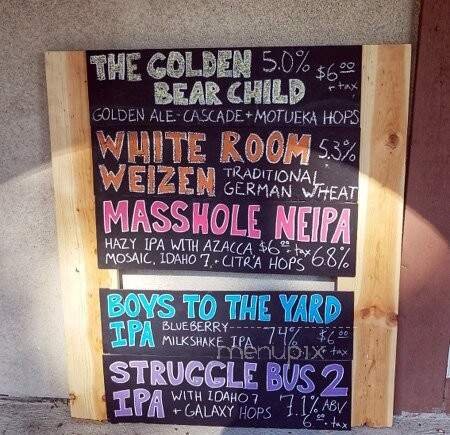 THE GOLDEN 5.0% $6.00
BEAR CHILD + tax
GOLDEN ALE-CASCADE + MOTUEKA HOPS
WHITE ROOM 5.3%
WEIZEN TRADITIONAL
GERMAN WHEAT
MASSHOLE NEIPA
HAZY IPA WITH AZACCA $6.00 + tax
MOSAIC, IDAHO 7, + CITRA HOPS 6.8%
BOYS TO THE YARD
IPA BLUEBERRY 7.4% $6.00
MILKSHAKE IPA + tax
menupix
STRUGGLE BUS 2
IPA WITH IDAHO 7 7.1% ABV
+ GALAXY HOPS 6.00 + tax